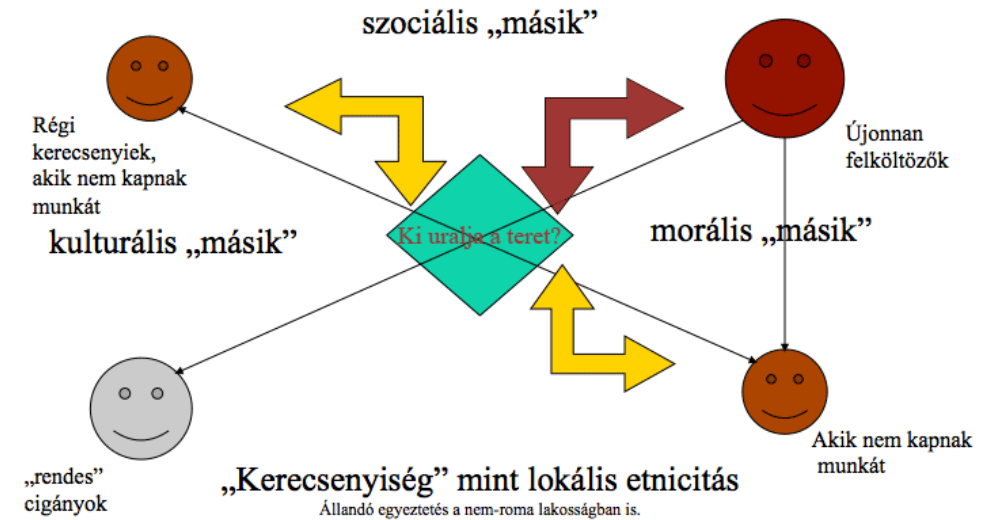 szociális „másik”
Régi
kerecsenyiek,
akik nem kapnak
munkát
Újonnan
felköltözők
kulturális „másik”
Ki uralja a teret?
morális „másik”
„rendes”
cigányok
Akik nem kapnak
munkát
„Kerecsenyiség” mint lokális etnicitás
Állandó egyeztetés a nem-roma lakosságban is.